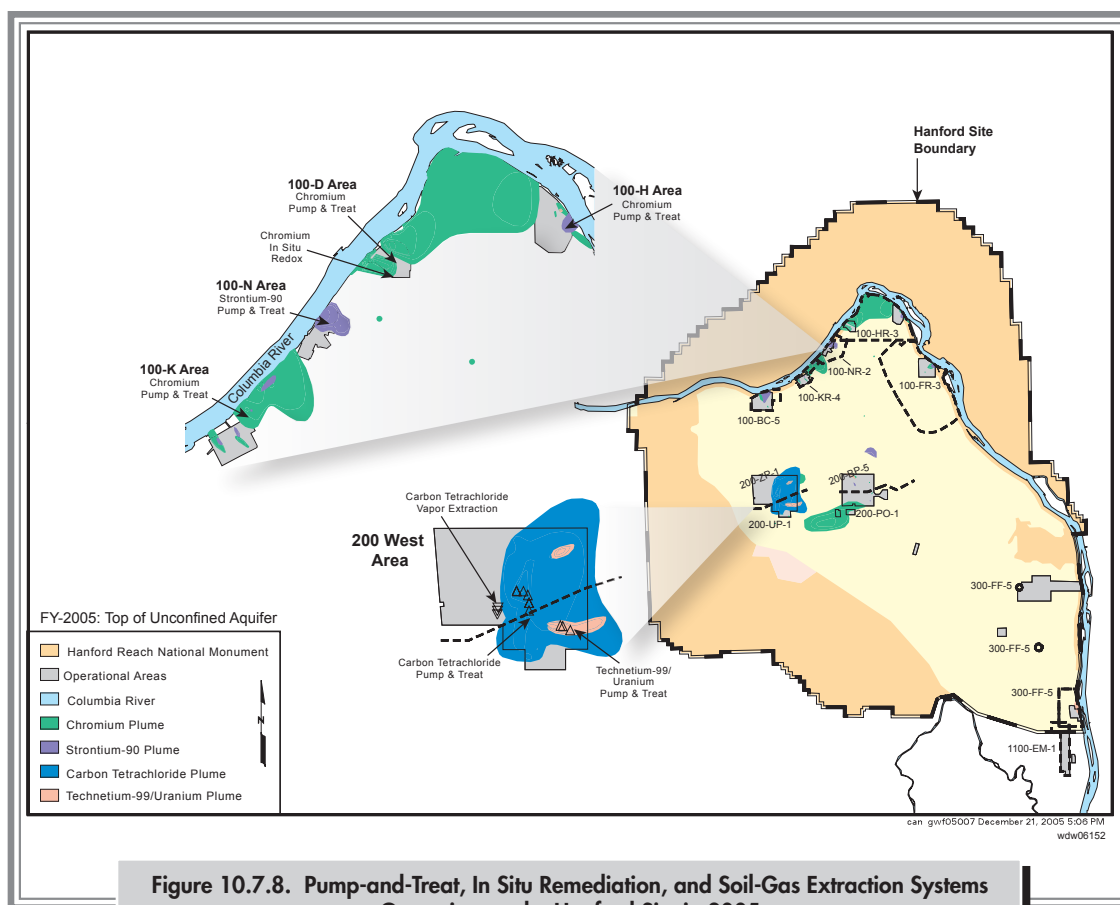 Hanford Site
Boundary
100-D Area
Chromium
Pump & Treat
100-H Area
Chromium
Pump & Treat
Chromium
In Situ
Redox
100-N Area
Strontium-90
Pump & Treat
Columbia River
100-K Area
Chromium
Pump & Treat
100-HR-3
100-NR-2
100-FR-3
100-KR-4
100-BC-5
200-ZP-1
200-BP-5
200-UP-1
200-PO-1
Carbon Tetrachloride
Vapor Extraction
200 West
Area
Carbon Tetrachloride
Pump & Treat
Technetium-99/
Uranium
Pump & Treat
300-FF-5
300-FF-5
300-FF-5
1100-EM-1
FY-2005: Top of Unconfined Aquifer
Hanford Reach National Monument
Operational Areas
Columbia River
Chromium Plume
Strontium-90 Plume
Carbon Tetrachloride Plume
Technetium-99/Uranium Plume
N
can_gwf05007 December 21, 2005 5:06 PM
wdw06152
Figure 10.7.8. Pump-and-Treat, In Situ Remediation, and Soil-Gas Extraction Systems